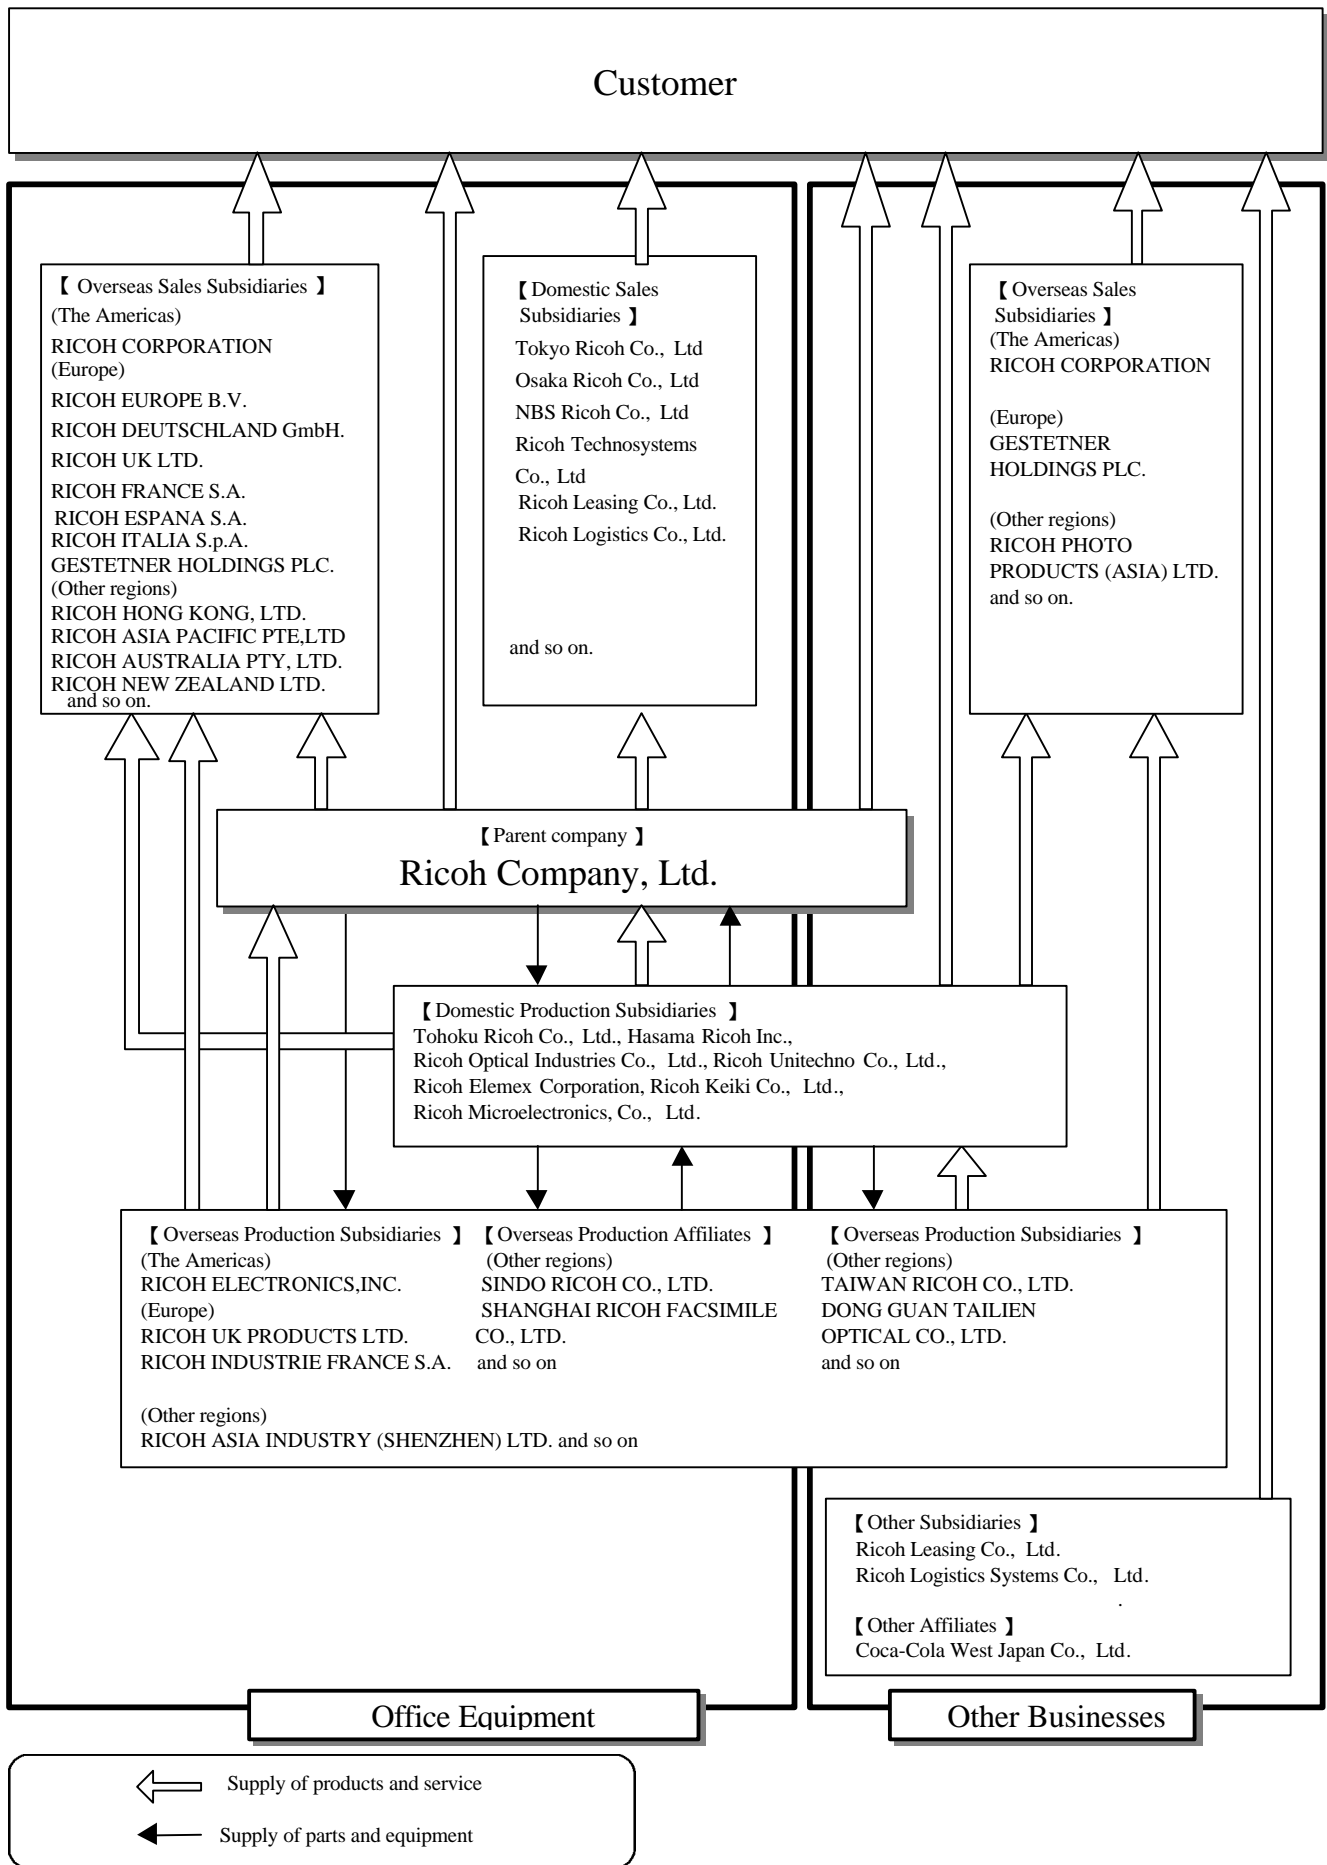 Customer
【 Overseas Sales Subsidiaries 】
(The Americas)
RICOH CORPORATION
(Europe)
RICOH EUROPE B.V.
RICOH DEUTSCHLAND GmbH.
RICOH UK LTD.
RICOH FRANCE S.A.
RICOH ESPANA S.A.
RICOH ITALIA S.p.A.
GESTETNER HOLDINGS PLC.
(Other regions)
RICOH HONG KONG, LTD.
RICOH ASIA PACIFIC PTE,LTD
RICOH AUSTRALIA PTY, LTD.
RICOH NEW ZEALAND LTD.
and so on.
【 Domestic Sales
Subsidiaries 】
Tokyo Ricoh Co., Ltd
Osaka Ricoh Co., Ltd
NBS Ricoh Co., Ltd
Ricoh Technosystems
Co., Ltd
Ricoh Leasing Co., Ltd.
Ricoh Logistics Co., Ltd.
and so on.
【 Overseas Sales
Subsidiaries 】
(The Americas)
RICOH CORPORATION
(Europe)
GESTETNER
HOLDINGS PLC.
(Other regions)
RICOH PHOTO
PRODUCTS (ASIA) LTD.
and so on.
【 Parent company 】
Ricoh Company, Ltd.
【 Domestic Production Subsidiaries 】
Tohoku Ricoh Co., Ltd., Hasama Ricoh Inc.,
Ricoh Optical Industries Co., Ltd., Ricoh Unitechno Co., Ltd.,
Ricoh Elemex Corporation, Ricoh Keiki Co., Ltd.,
Ricoh Microelectronics, Co., Ltd.
【 Overseas Production Subsidiaries 】
(The Americas)
RICOH ELECTRONICS,INC.
(Europe)
RICOH UK PRODUCTS LTD.
RICOH INDUSTRIE FRANCE S.A.
(Other regions)
RICOH ASIA INDUSTRY (SHENZHEN) LTD. and so on
【 Overseas Production Affiliates 】
(Other regions)
SINDO RICOH CO., LTD.
SHANGHAI RICOH FACSIMILE
CO., LTD.
and so on
【 Overseas Production Subsidiaries 】
(Other regions)
TAIWAN RICOH CO., LTD.
DONG GUAN TAILIEN
OPTICAL CO., LTD.
and so on
【 Other Subsidiaries 】
Ricoh Leasing Co., Ltd.
Ricoh Logistics Systems Co., Ltd.
.
【 Other Affiliates 】
Coca-Cola West Japan Co., Ltd.
Office Equipment
Other Businesses
Supply of products and service
Supply of parts and equipment